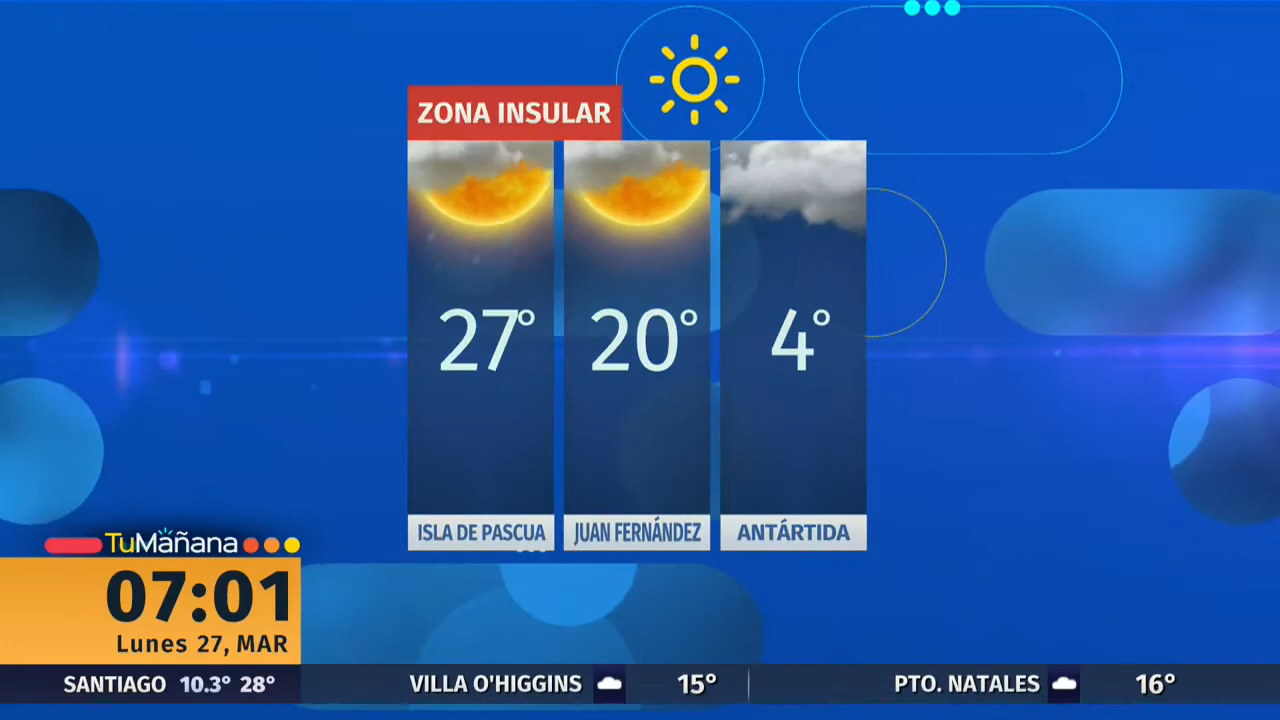 ZONA INSULAR
27° 20° 4°
ISLA DE PASCUA JUAN FERNÁNDEZ ANTÁRTIDA
TuMañana
07:01
Lunes 27, MAR
SANTIAGO 10.3° 28° VILLA O'HIGGINS 15° PTO. NATALES 16°